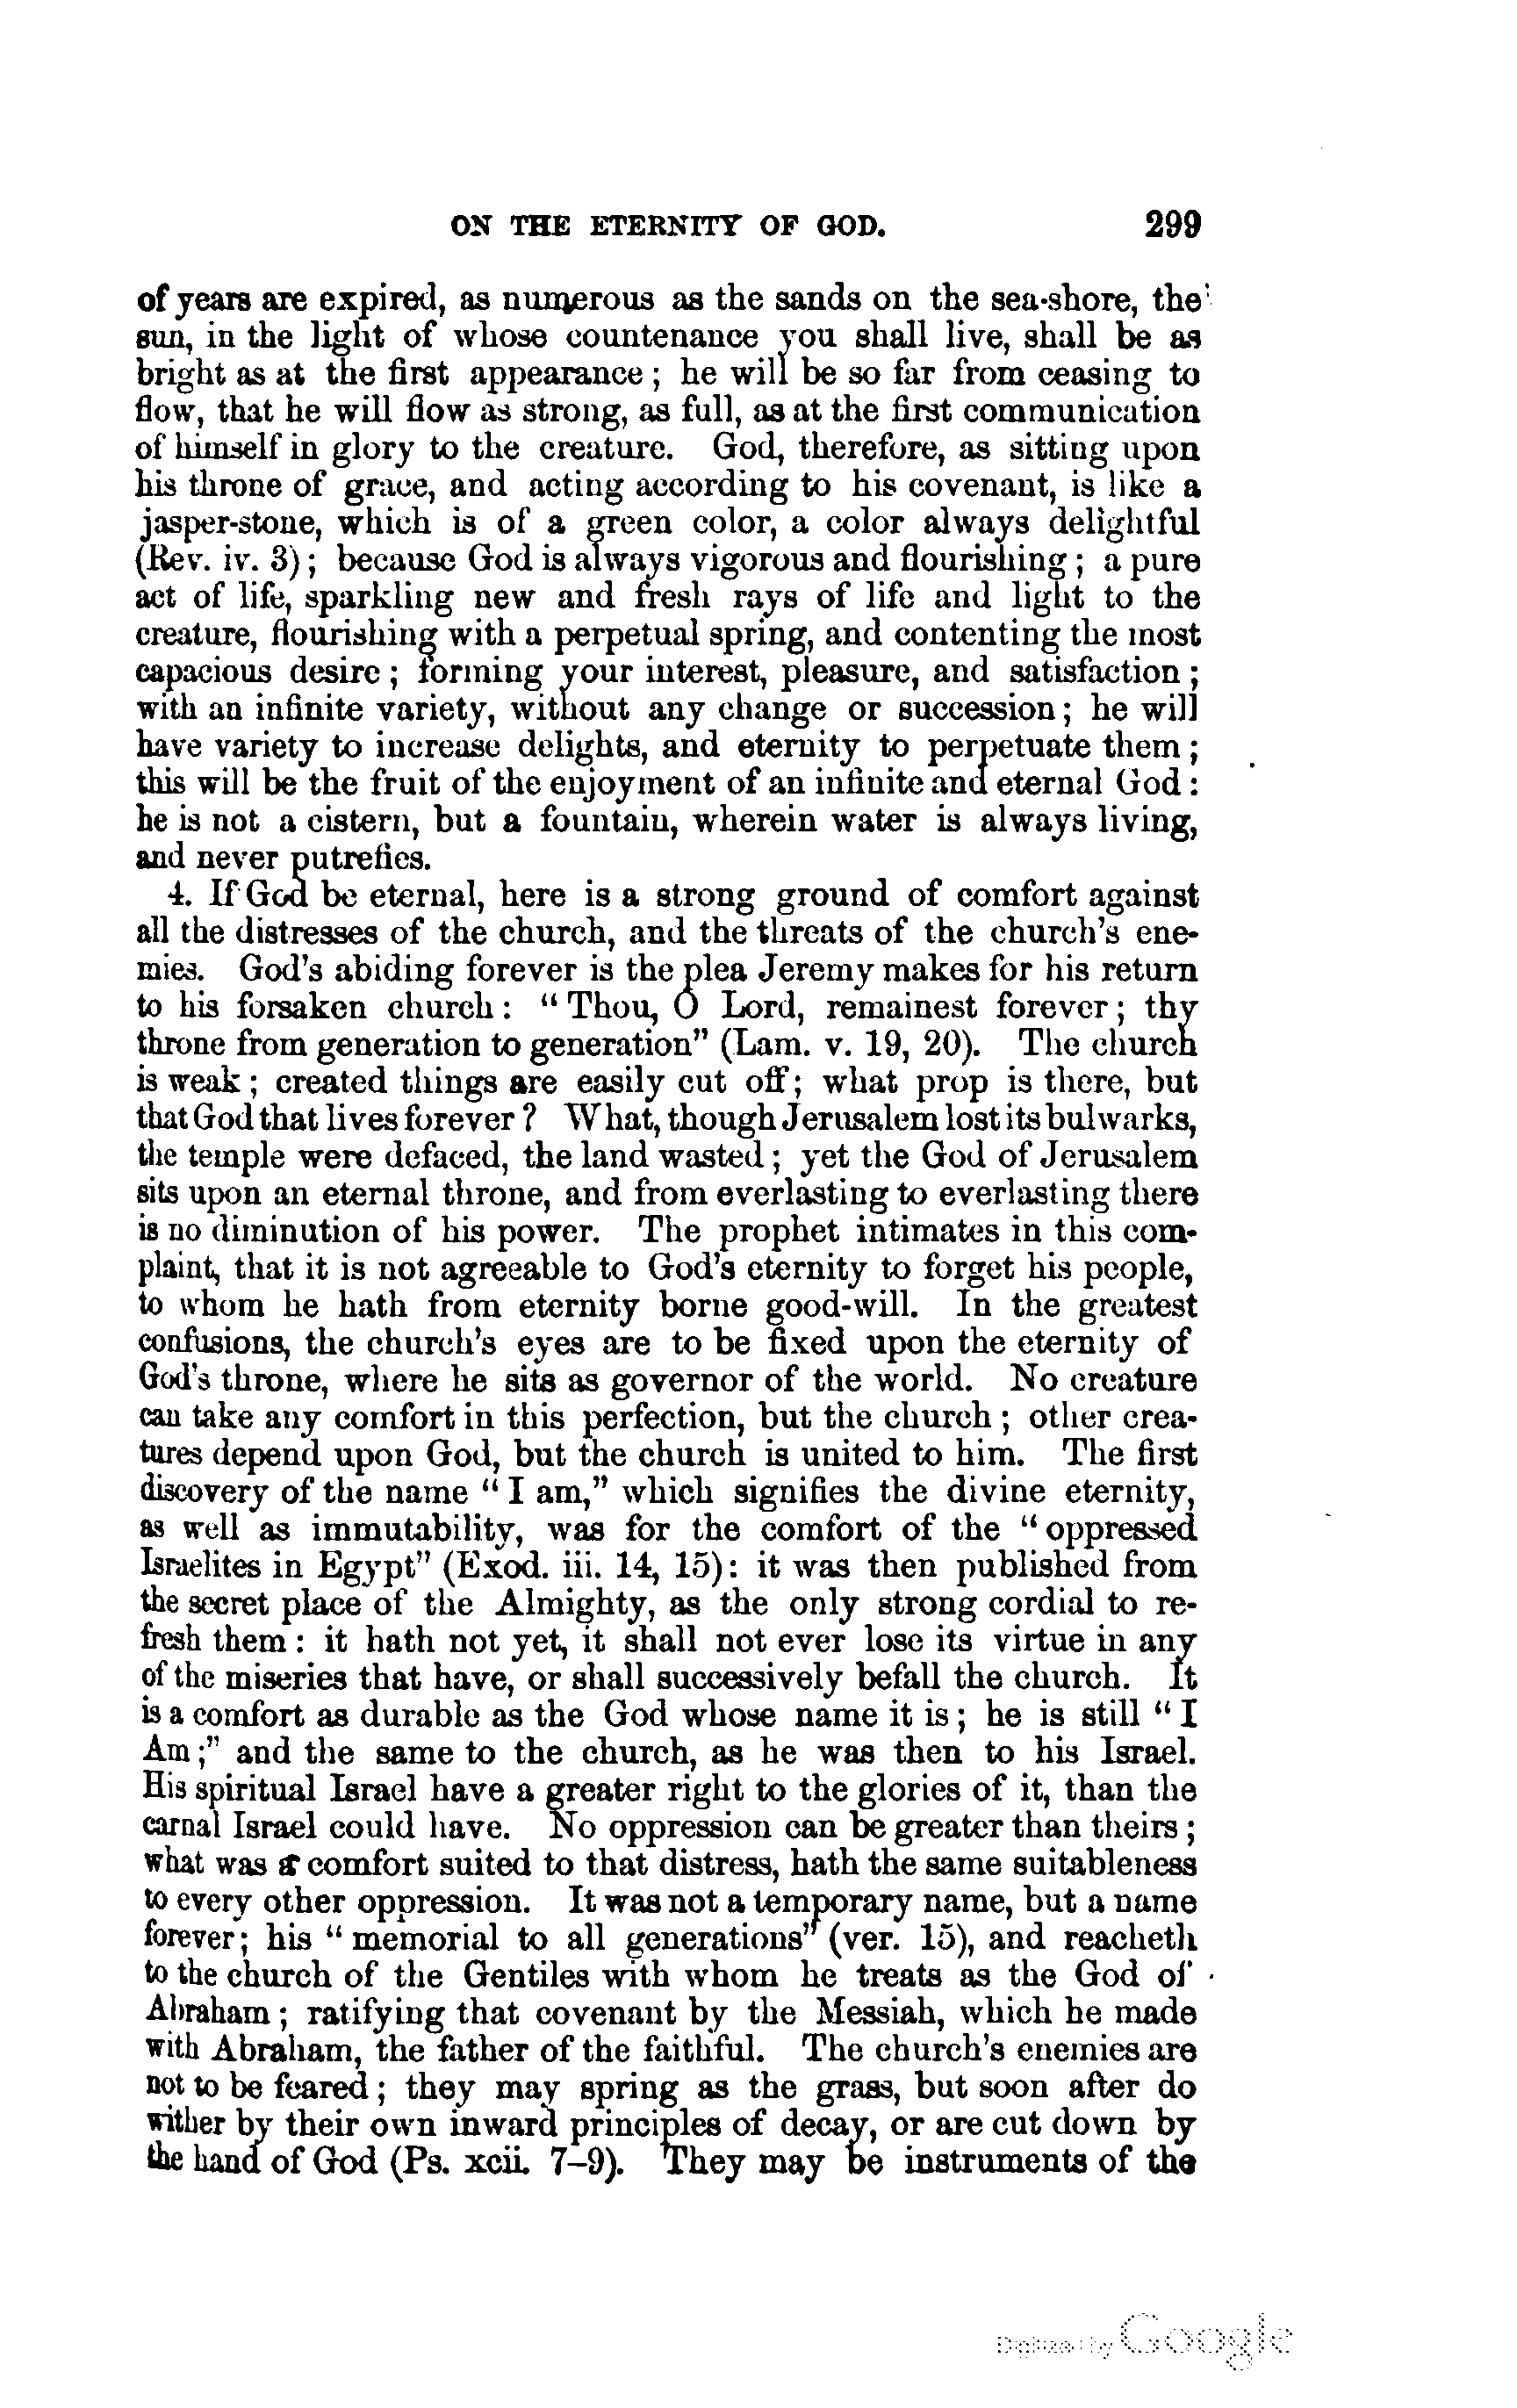 ON THE ETERNITY OF GOD. 299
of years are expired, as numerous as the sands on the sea-shore, the
sun, in the light of whose countenance you shall live, shall be as
bright as at the first appearance; he will be so far from ceasing to
flow, that he will flow as strong, as full, as at the first communication
of himself in glory to the creature. God, therefore, as sitting upon
his throne of grace, and acting according to his covenant, is like a
jasper-stone, which is of a green color, a color always delightful
(Rev. iv. 3); because God is always vigorous and flourishing; a pure
act of life, sparkling new and fresh rays of life and light to the
creature, flourishing with a perpetual spring, and contenting the most
capacious desire; forming your interest, pleasure, and satisfaction;
with an infinite variety, without any change or succession; he will
have variety to increase delights, and eternity to perpetuate them;
this will be the fruit of the enjoyment of an infinite and eternal God:
he is not a cistern, but a fountain, wherein water is always living,
and never putrefies.
4. If God be eternal, here is a strong ground of comfort against
all the distresses of the church, and the threats of the church's ene-
mies. God's abiding forever is the plea Jeremy makes for his return
to his forsaken church: "Thou, O Lord, remainest forever; thy
throne from generation to generation" (Lam. v. 19, 20). The church
is weak; created things are easily cut off; what prop is there, but
that God that lives forever? What, though Jerusalem lost its bulwarks,
the temple were defaced, the land wasted; yet the God of Jerusalem
sits upon an eternal throne, and from everlasting to everlasting there
is no diminution of his power. The prophet intimates in this com-
plaint, that it is not agreeable to God's eternity to forget his people,
to whom he hath from eternity borne good-will. In the greatest
confusions, the church's eyes are to be fixed upon the eternity of
God's throne, where he sits as governor of the world. No creature
can take any comfort in this perfection, but the church; other crea-
tures depend upon God, but the church is united to him. The first
discovery of the name "I am," which signifies the divine eternity,
as well as immutability, was for the comfort of the "oppressed
Israelites in Egypt" (Exod. iii. 14, 15): it was then published from
the secret place of the Almighty, as the only strong cordial to re-
fresh them: it hath not yet, it shall not ever lose its virtue in any
of the miseries that have, or shall successively befall the church. It
is a comfort as durable as the God whose name it is; he is still "I
Am;" and the same to the church, as he was then to his Israel.
His spiritual Israel have a greater right to the glories of it, than the
carnal Israel could have. No oppression can be greater than theirs;
what was a comfort suited to that distress, hath the same suitableness
to every other oppression. It was not a temporary name, but a name
forever; his "memorial to all generations" (ver. 15), and reacheth
to the church of the Gentiles with whom he treats as the God of
Abraham; ratifying that covenant by the Messiah, which he made
with Abraham, the father of the faithful. The church's enemies are
not to be feared; they may spring as the grass, but soon after do
wither by their own inward principles of decay, or are cut down by
the hand of God (Ps. xcii. 7-9). They may be instruments of the
Digitized by Google